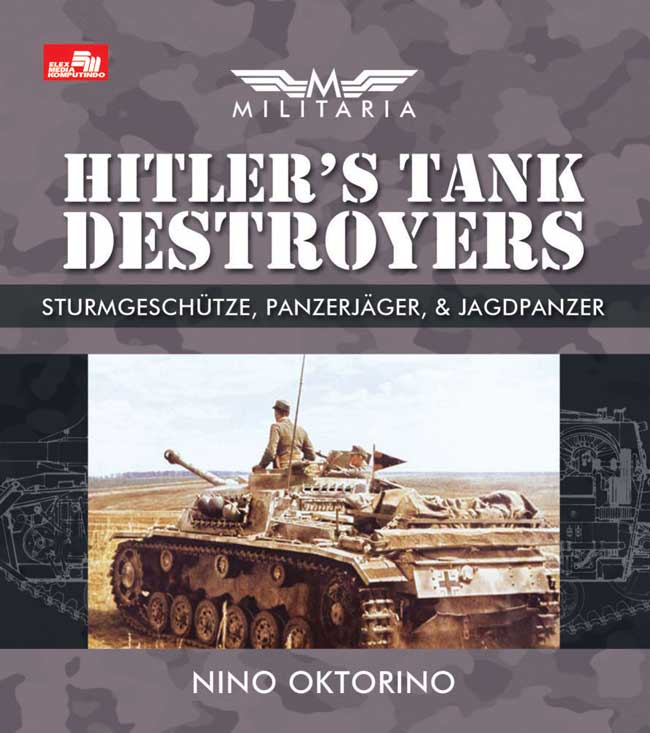 ELEX
MEDIA
KOMPUTINDO
M
MILITARIA
HITLER'S TANK
DESTROYERS
STURMGESCHÜTZE, PANZERJÄGER, & JAGDPANZER
NINO OKTORINO